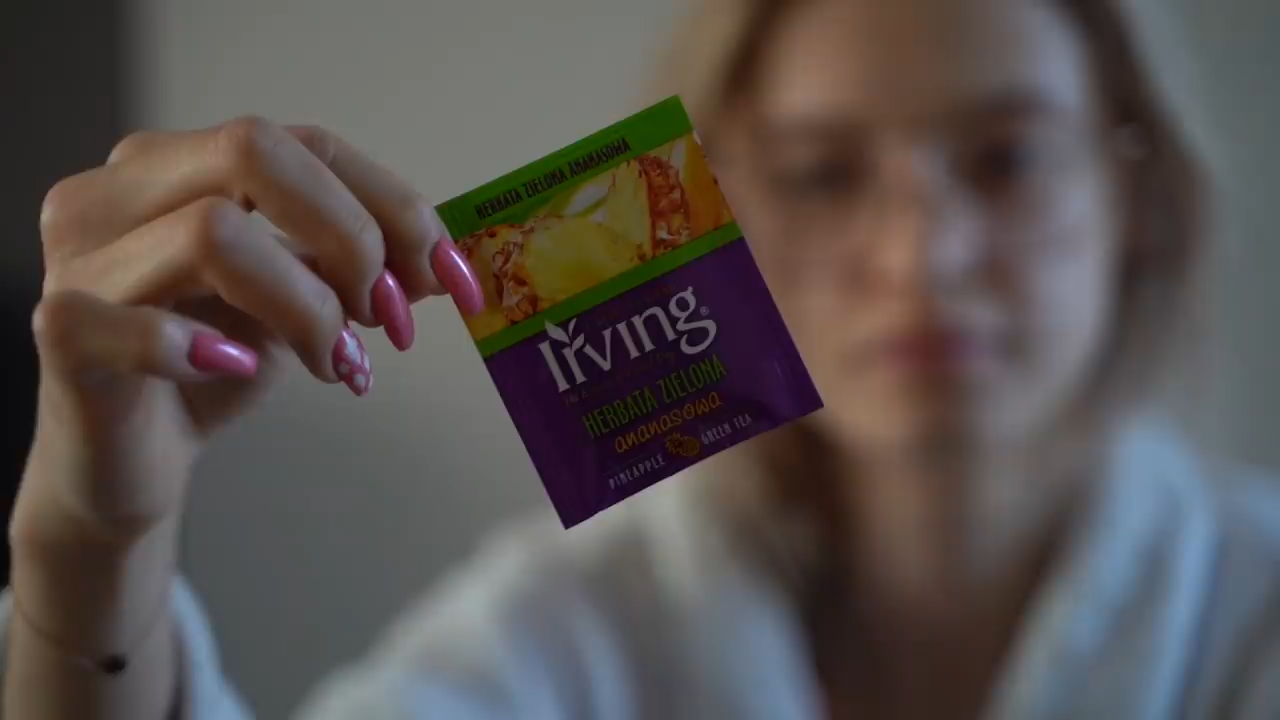 HERBATA ZIELONA ANANASOWA
Irving®
HERBATA ZIELONA
ananasowa
PINEAPPLE GREEN TEA